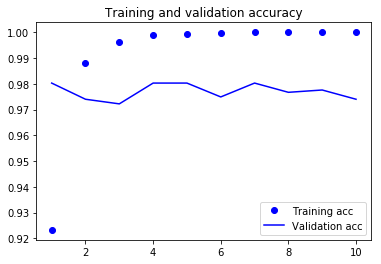 Training and validation accuracy
1.00
0.99
0.98
0.97
0.96
0.95
0.94
0.93
0.92
Training acc
Validation acc
2 4 6 8 10